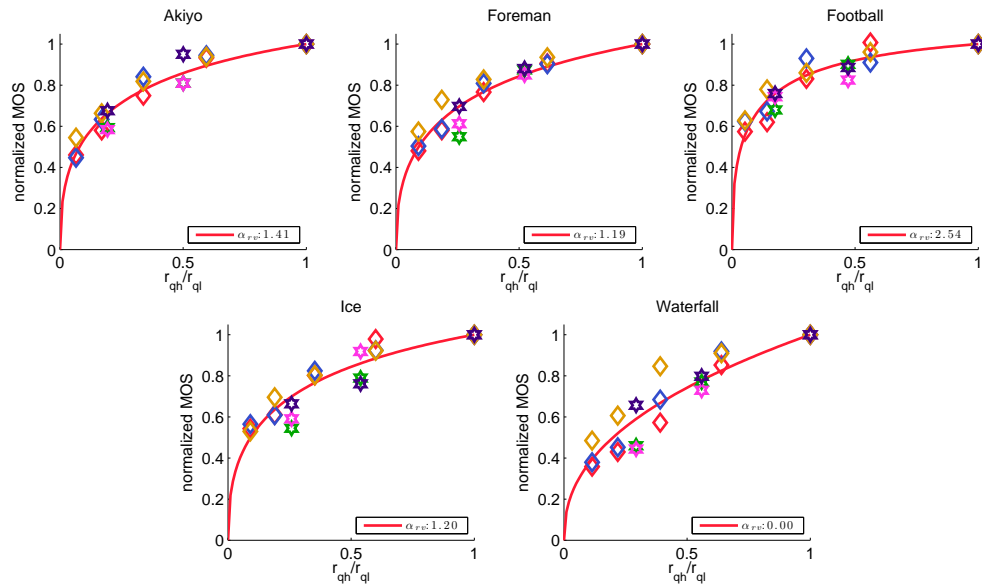 Akiyo
normalized MOS
1
0.8
0.6
0.4
0.2
0
0
0.5
1
r_qh/r_ql
α_rv:1.41
Foreman
normalized MOS
1
0.8
0.6
0.4
0.2
0
0
0.5
1
r_qh/r_ql
α_rv:1.19
Football
normalized MOS
1
0.8
0.6
0.4
0.2
0
0
0.5
1
r_qh/r_ql
α_rv:2.54
Ice
normalized MOS
1
0.8
0.6
0.4
0.2
0
0
0.5
1
r_qh/r_ql
α_rv:1.20
Waterfall
normalized MOS
1
0.8
0.6
0.4
0.2
0
0
0.5
1
r_qh/r_ql
α_rv:0.00